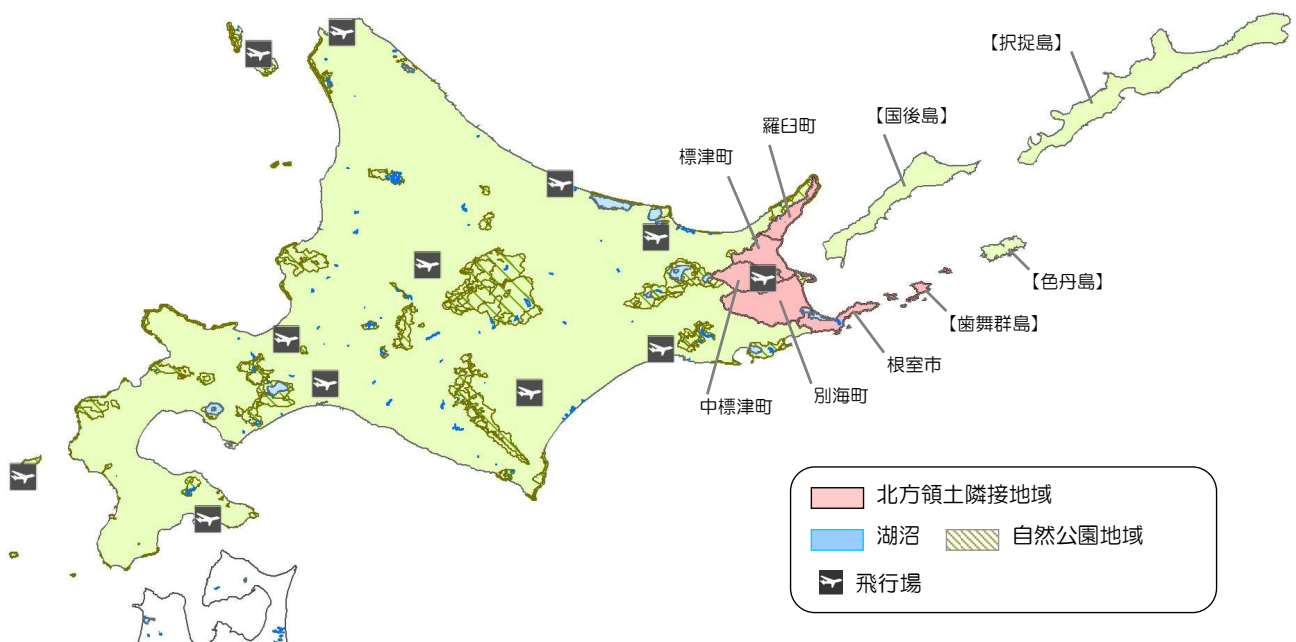 【択捉島】
【国後島】
羅臼町
標津町
【色丹島】
【歯舞群島】
根室市
別海町
中標津町
北方領土隣接地域
湖沼
自然公園地域
飛行場